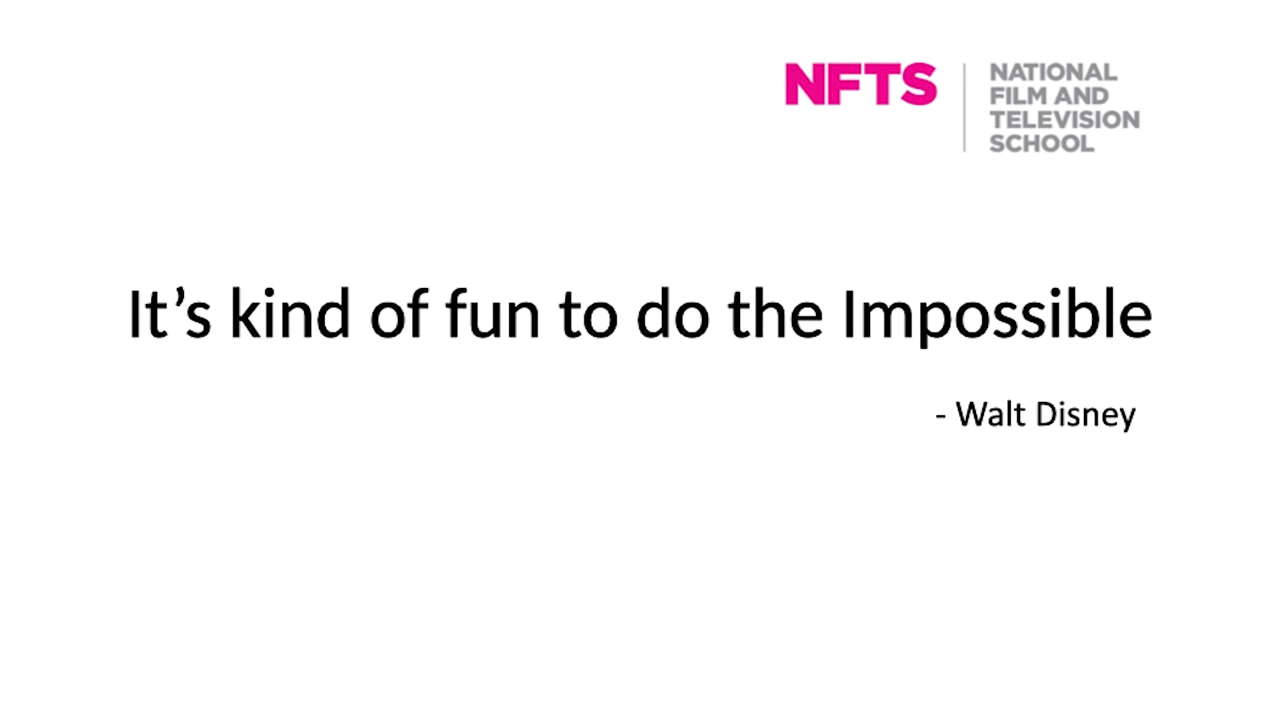 NFTS
NATIONAL
FILM AND
TELEVISION
SCHOOL
It’s kind of fun to do the Impossible
- Walt Disney